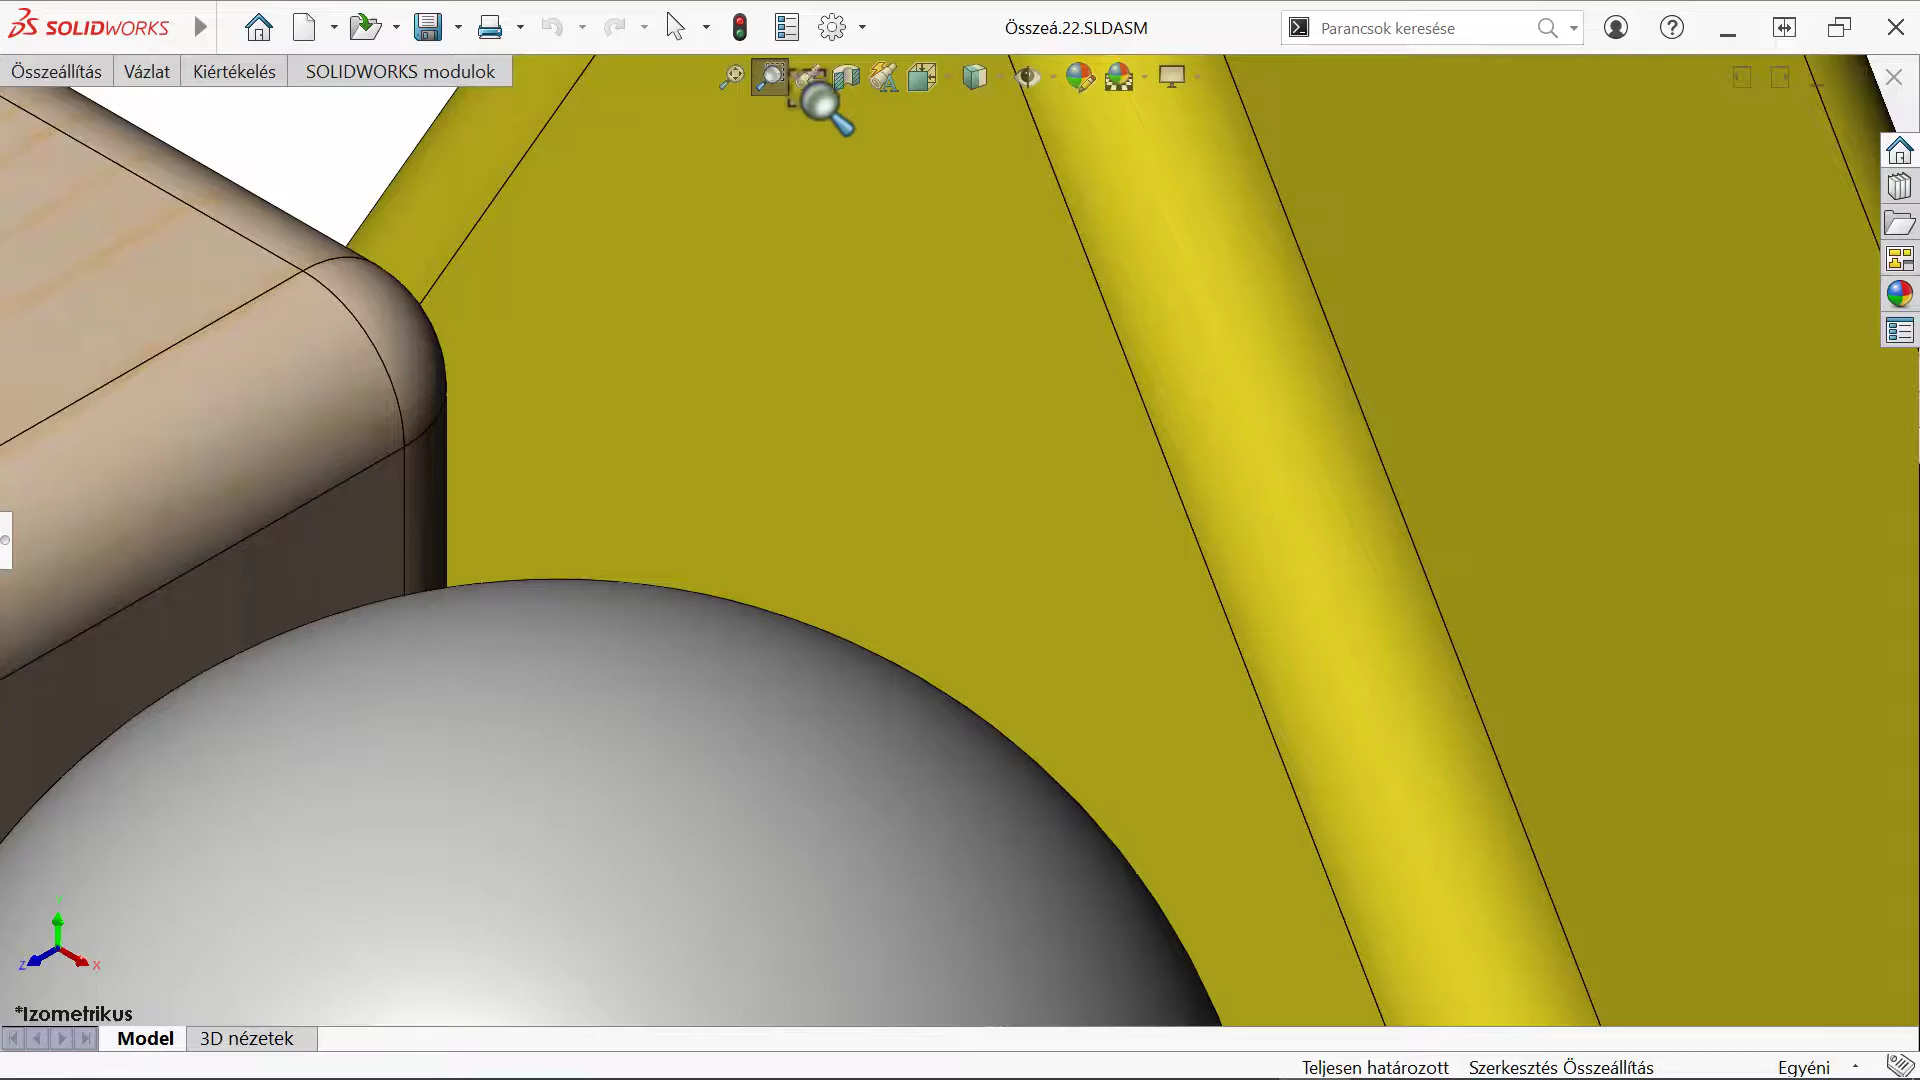 SOLIDWORKS
Összeá.22.SLDASM
Parancsok keresése
Összeállítás
Vázlat
Kiértékelés
SOLIDWORKS modulok
Y
Z
X
*Izometrikus
Model
3D nézetek
Teljesen határozott
Szerkesztés Összeállítás
Egyéni